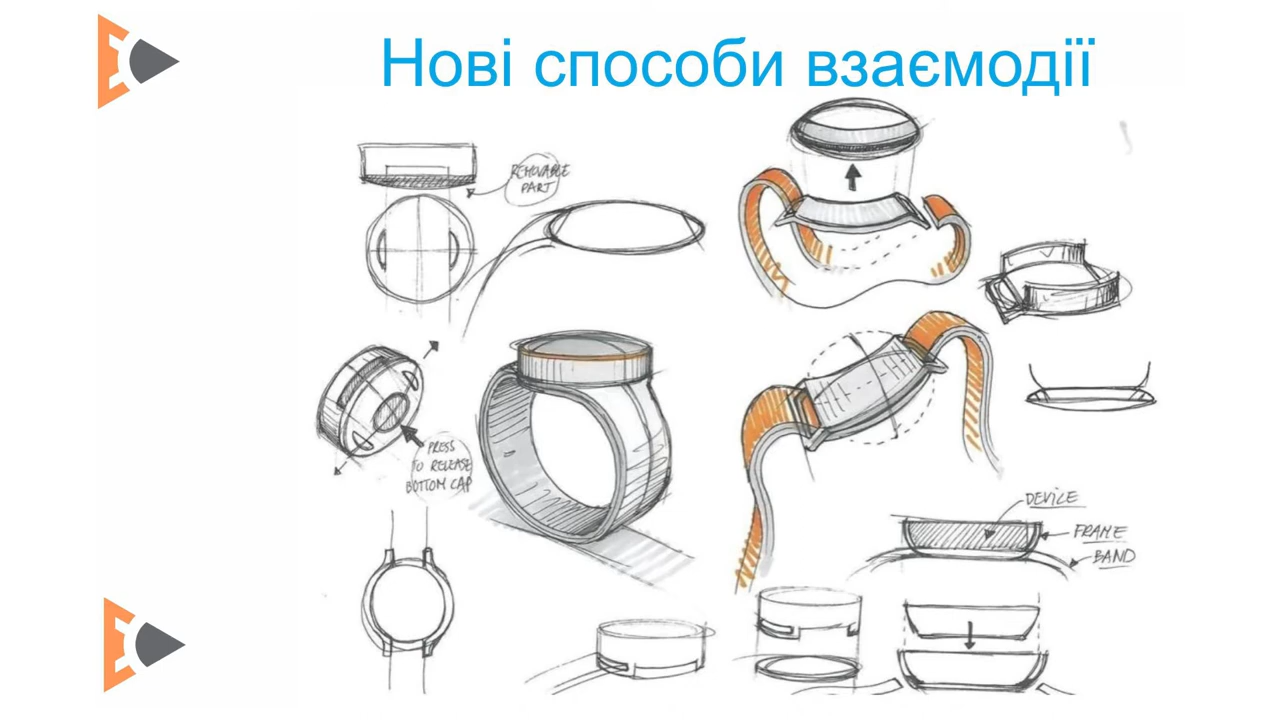 Нові способи взаємодії
REMOVABLE
PART
PRESS
TO RELEASE
BOTTOM CAP
DEVICE
FRAME
BAND